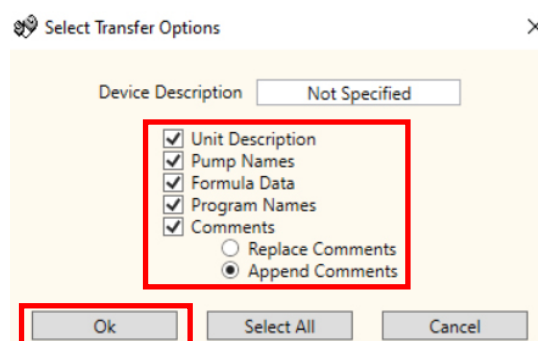 Select Transfer Options
Device Description Not Specified
Unit Description
Pump Names
Formula Data
Program Names
Comments
Replace Comments
Append Comments
Ok Select All Cancel